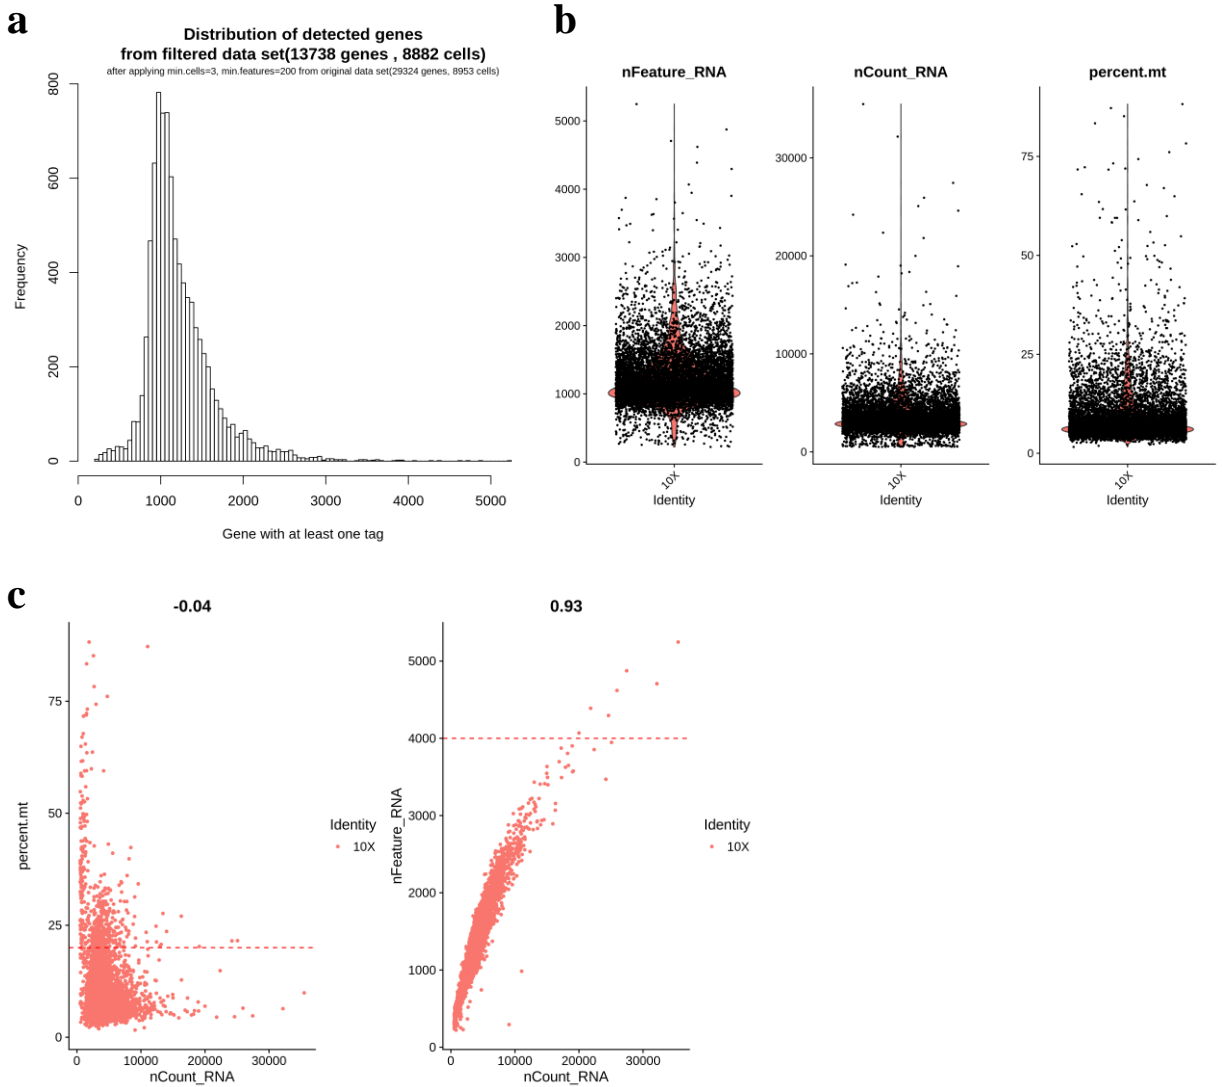 a
Distribution of detected genes
from filtered data set(13738 genes , 8882 cells)
after applying min.cells=3, min.features=200 from original data set(29324 genes, 8953 cells)
800
600
400
200
0
Frequency
0 1000 2000 3000 4000 5000
Gene with at least one tag
b
nFeature_RNA
5000
4000
3000
2000
1000
0
10X
Identity
nCount_RNA
30000
20000
10000
0
10X
Identity
percent.mt
75
50
25
0
10X
Identity
c
-0.04
75
50
25
0
percent.mt
0 10000 20000 30000
nCount_RNA
Identity
10X
0.93
5000
4000
3000
2000
1000
0
nFeature_RNA
0 10000 20000 30000
nCount_RNA
Identity
10X